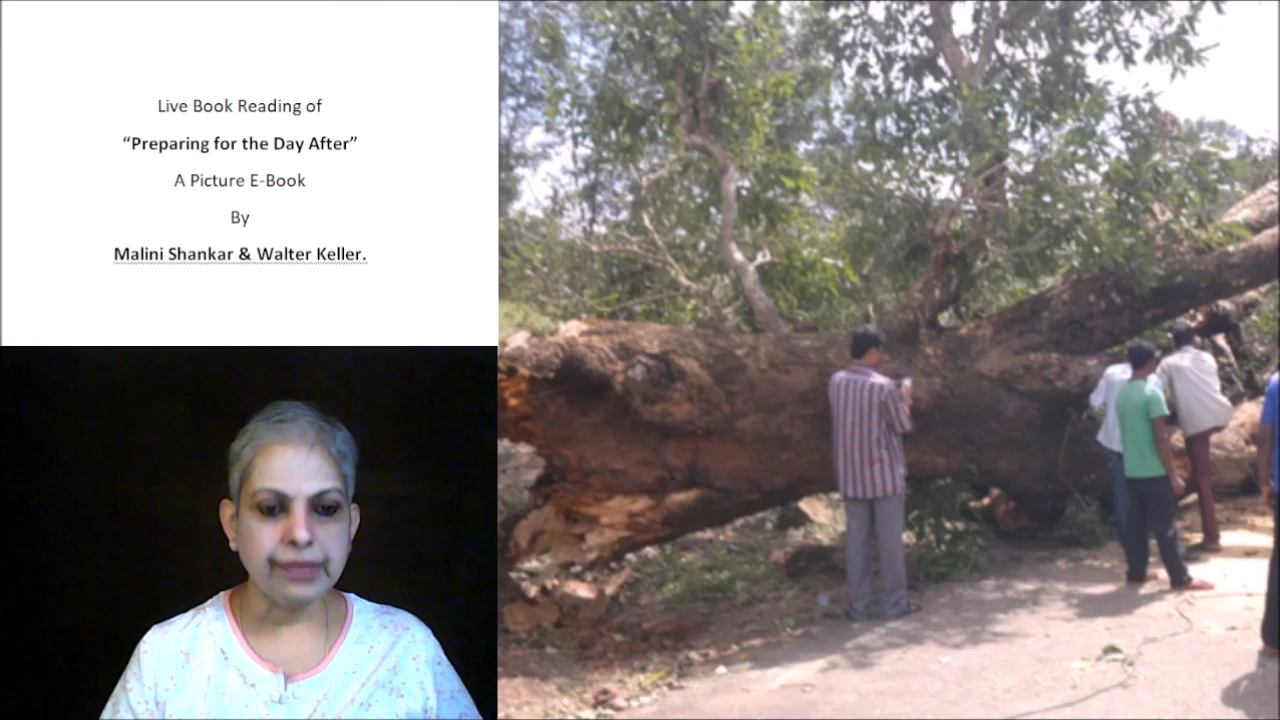 Live Book Reading of
“Preparing for the Day After”
A Picture E-Book
By
Malini Shankar & Walter Keller.